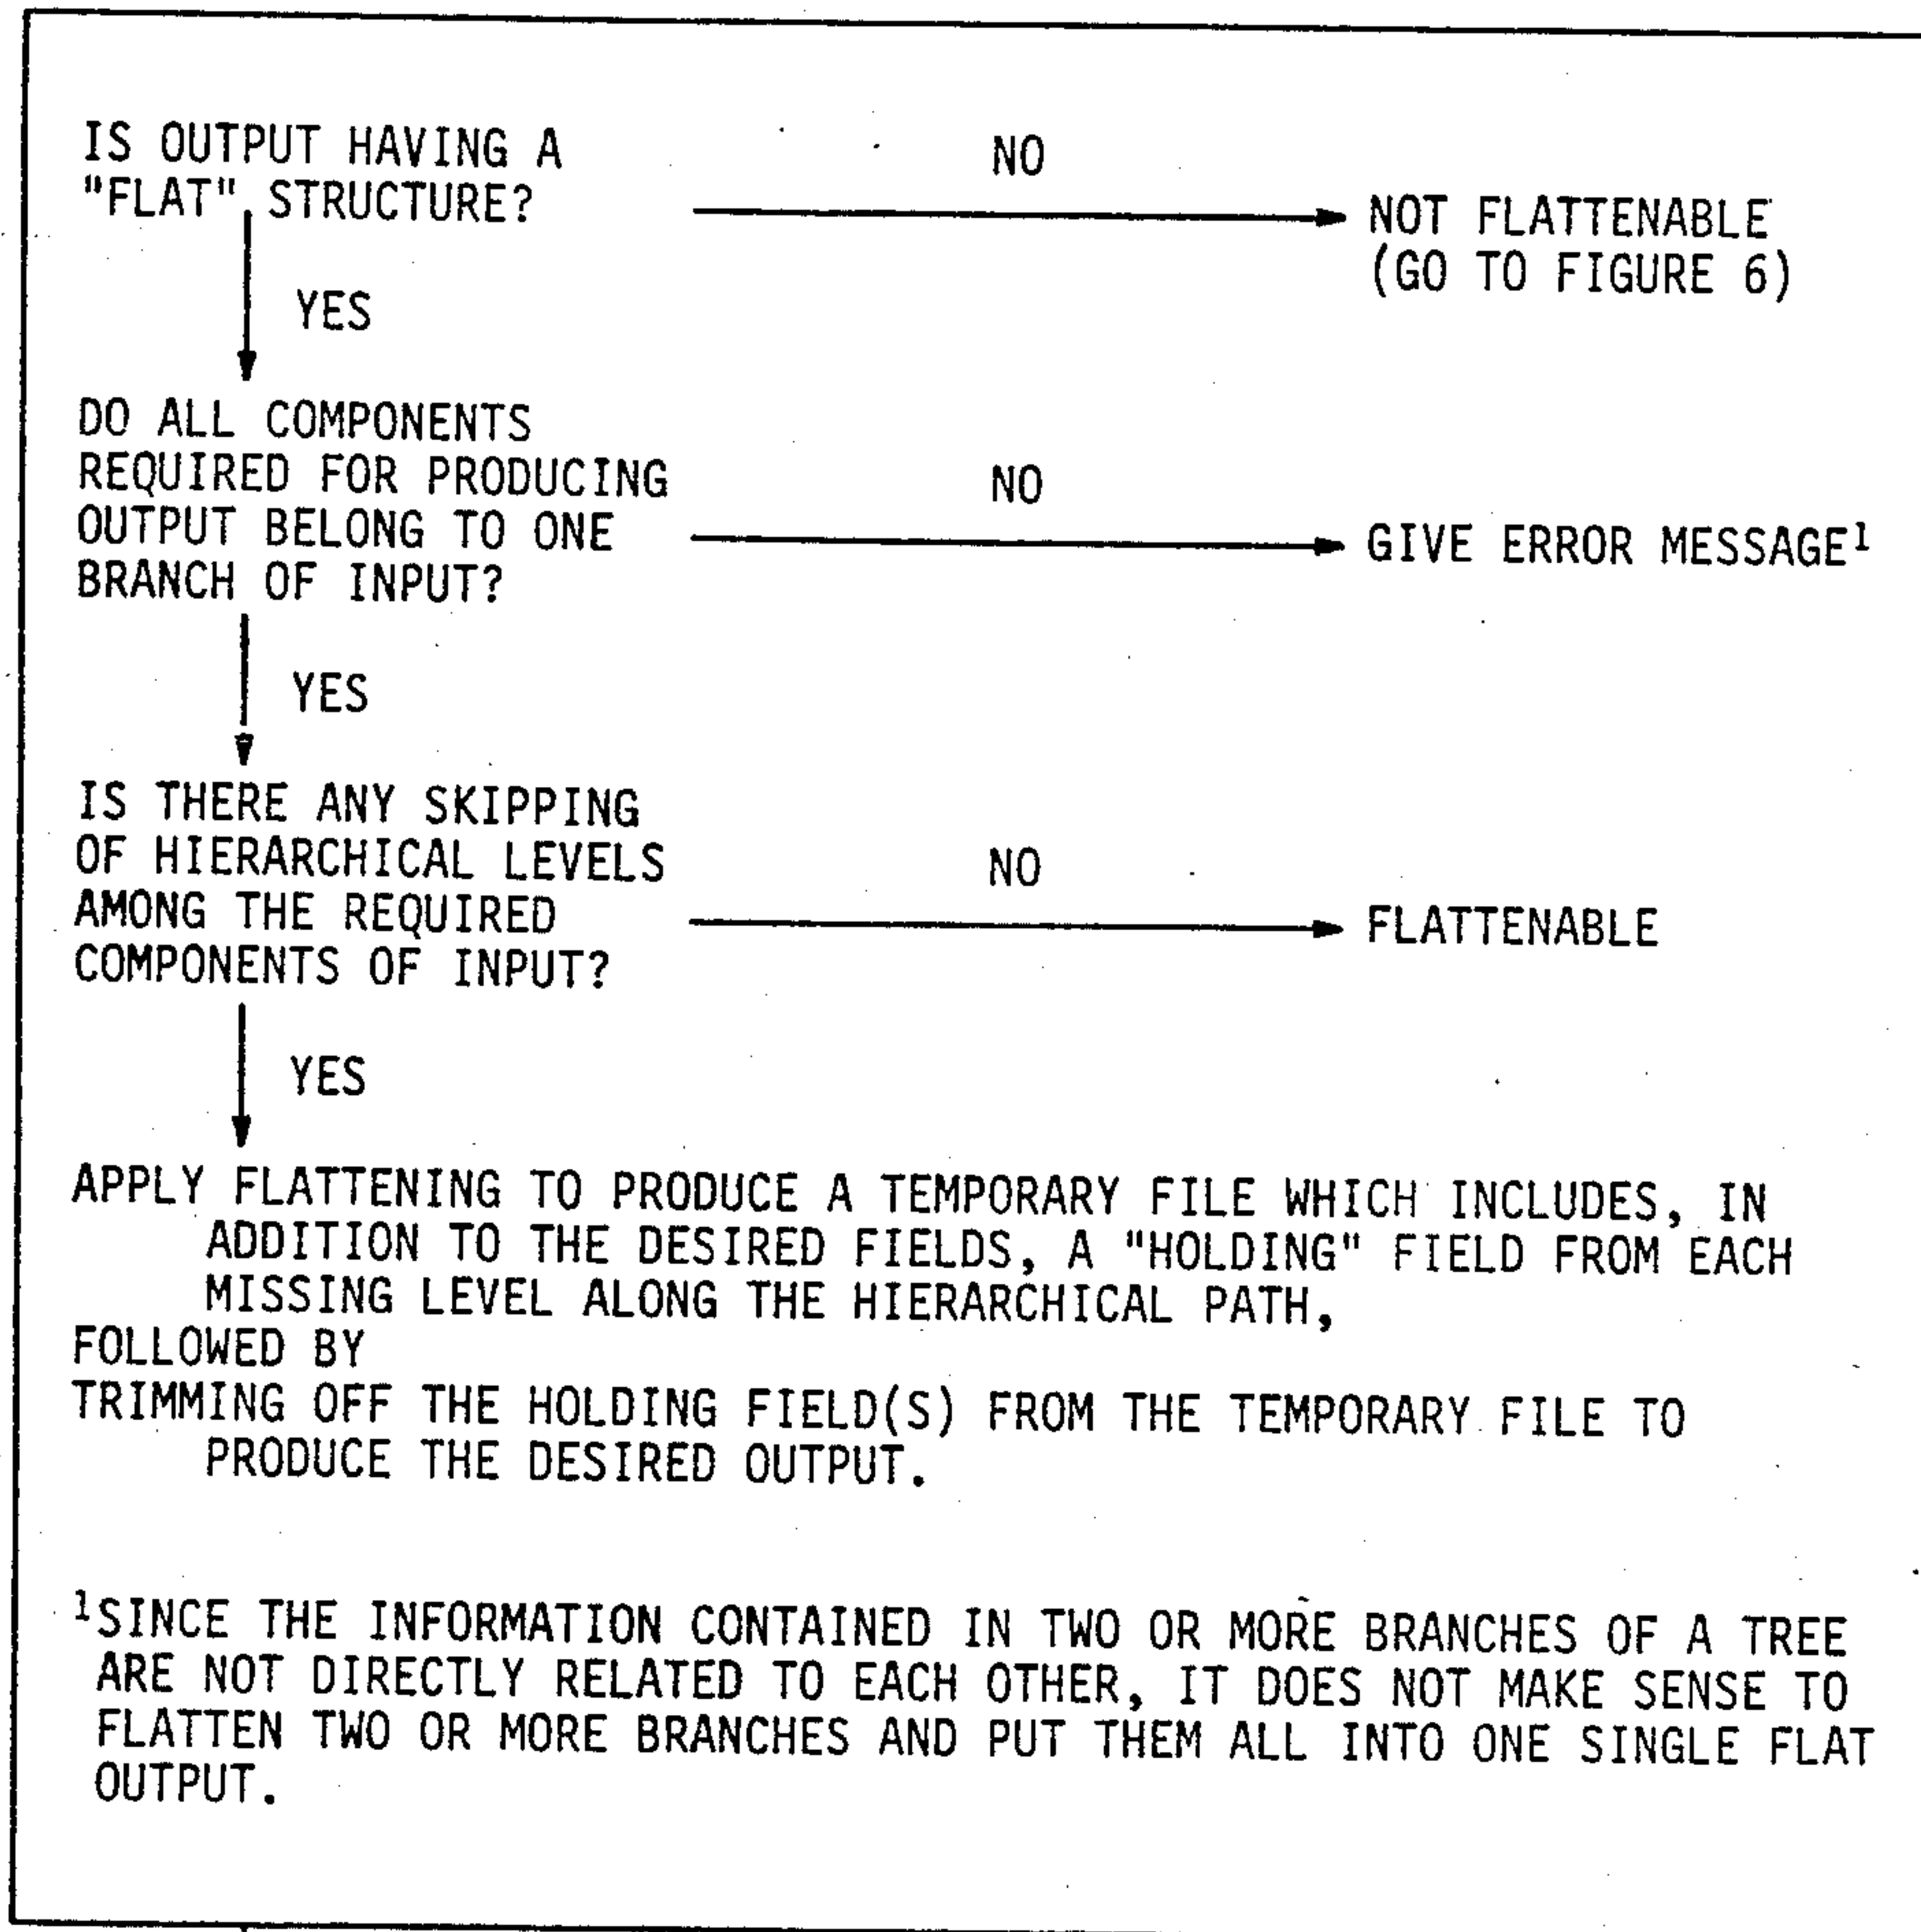 IS OUTPUT HAVING A
"FLAT" STRUCTURE?
NO
NOT FLATTENABLE
(GO TO FIGURE 6)
YES
DO ALL COMPONENTS
REQUIRED FOR PRODUCING
OUTPUT BELONG TO ONE
BRANCH OF INPUT?
NO
GIVE ERROR MESSAGE¹
YES
IS THERE ANY SKIPPING
OF HIERARCHICAL LEVELS
AMONG THE REQUIRED
COMPONENTS OF INPUT?
NO
FLATTENABLE
YES
APPLY FLATTENING TO PRODUCE A TEMPORARY FILE WHICH INCLUDES, IN
ADDITION TO THE DESIRED FIELDS, A "HOLDING" FIELD FROM EACH
MISSING LEVEL ALONG THE HIERARCHICAL PATH,
FOLLOWED BY
TRIMMING OFF THE HOLDING FIELD(S) FROM THE TEMPORARY FILE TO
PRODUCE THE DESIRED OUTPUT.
¹SINCE THE INFORMATION CONTAINED IN TWO OR MORE BRANCHES OF A TREE
ARE NOT DIRECTLY RELATED TO EACH OTHER, IT DOES NOT MAKE SENSE TO
FLATTEN TWO OR MORE BRANCHES AND PUT THEM ALL INTO ONE SINGLE FLAT
OUTPUT.